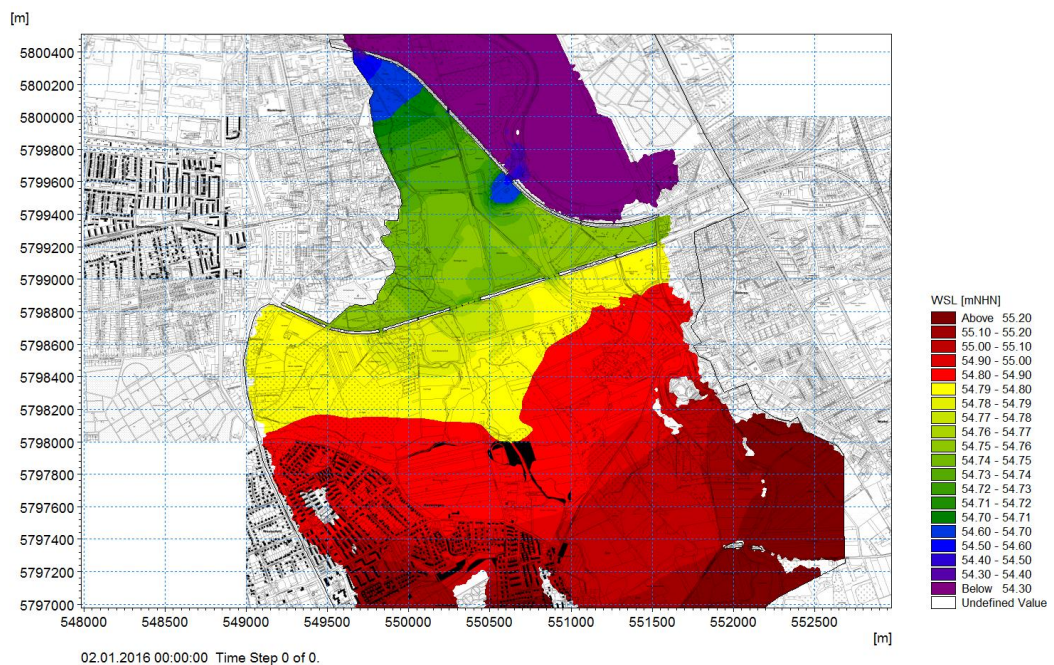 [m]
5800400
5800200
5800000
5799800
5799600
5799400
5799200
5799000
5798800
5798600
5798400
5798200
5798000
5797800
5797600
5797400
5797200
5797000
548000 548500 549000 549500 550000 550500 551000 551500 552000 552500
[m]
WSL [mNHN]
Above 55.20
55.10 - 55.20
55.00 - 55.10
54.90 - 55.00
54.80 - 54.90
54.79 - 54.80
54.78 - 54.79
54.77 - 54.78
54.76 - 54.77
54.75 - 54.76
54.74 - 54.75
54.73 - 54.74
54.72 - 54.73
54.71 - 54.72
54.70 - 54.71
54.60 - 54.70
54.50 - 54.60
54.40 - 54.50
54.30 - 54.40
Below 54.30
Undefined Value
02.01.2016 00:00:00 Time Step 0 of 0.